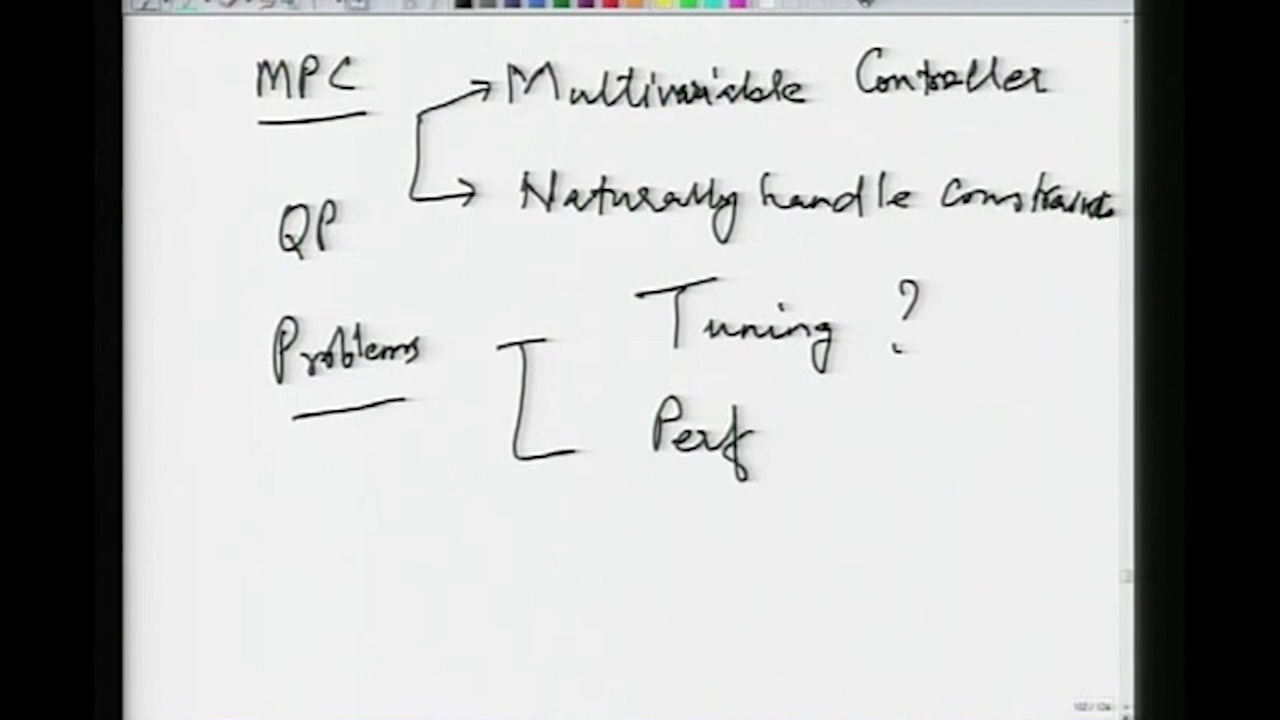 MPC → Multivariable Controller
→ Naturally handle constraints
QP
Tuning ?
Problems
Perf